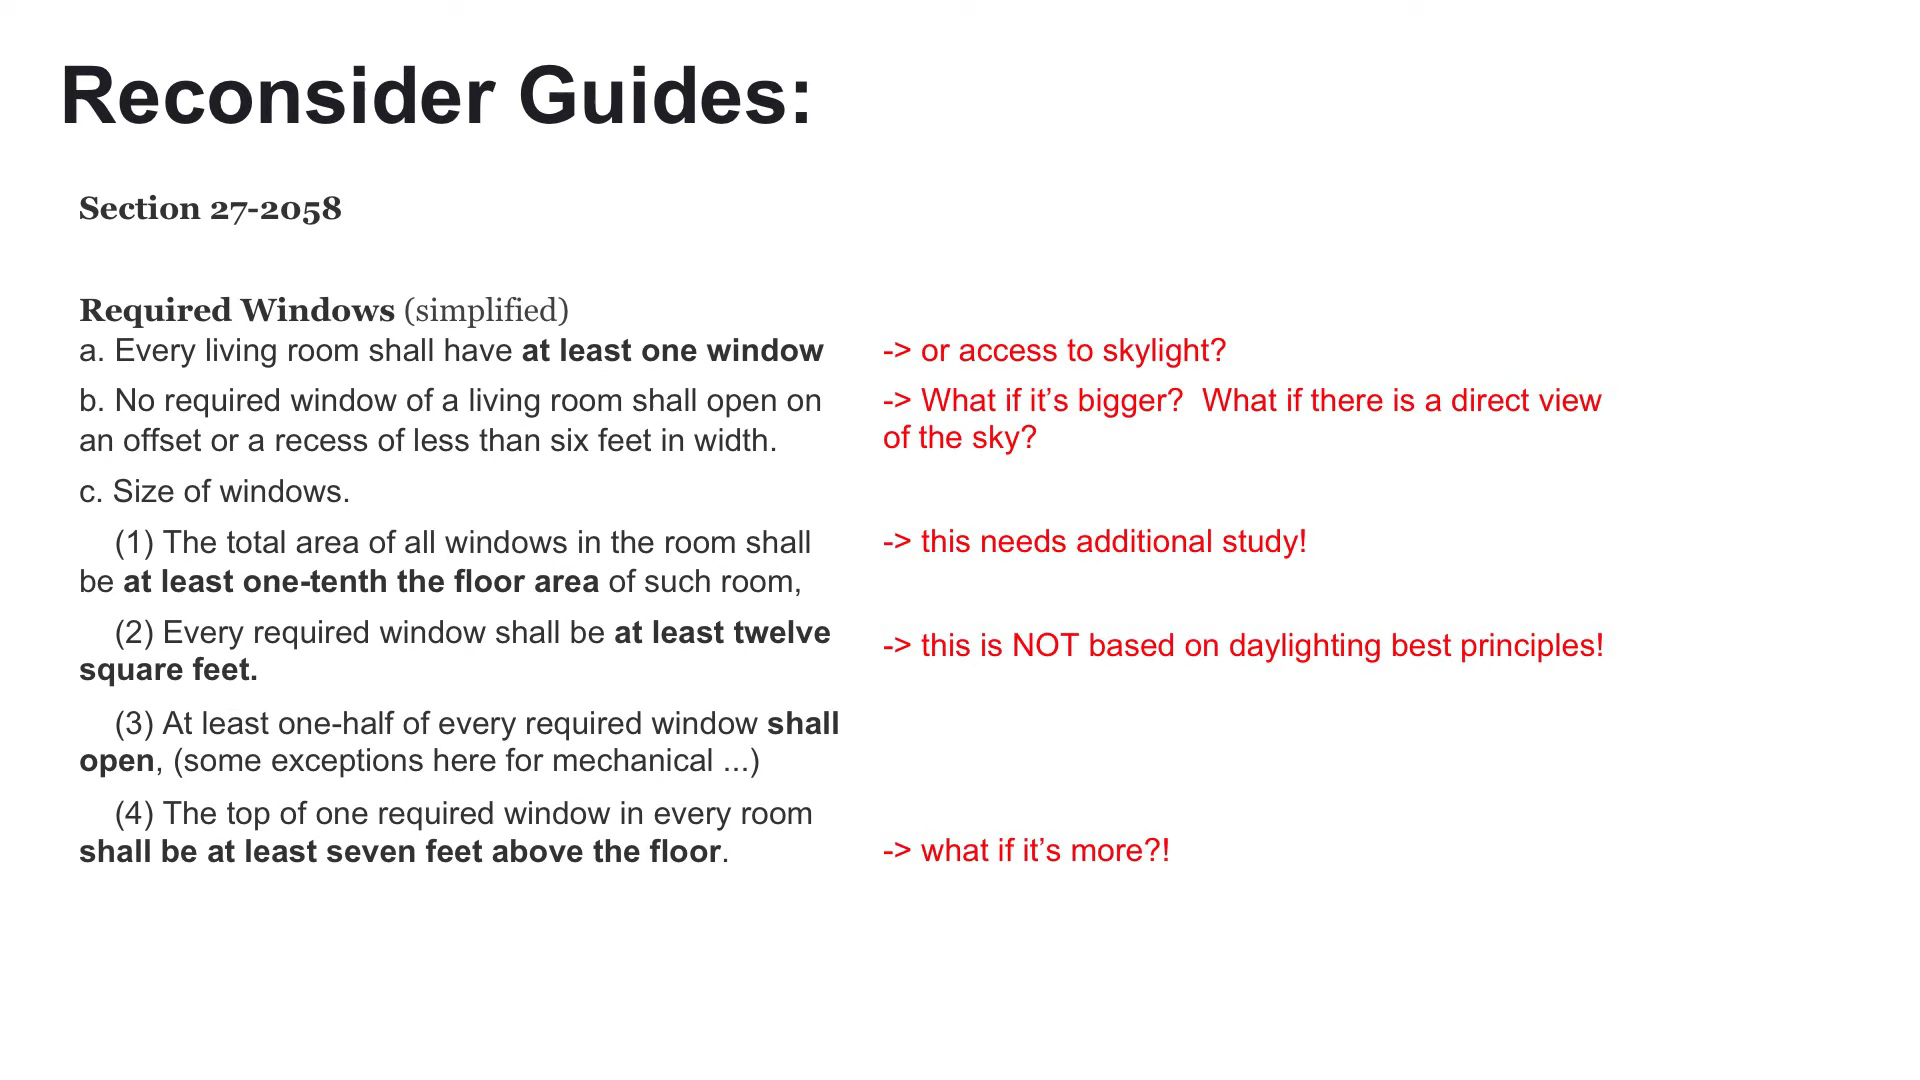 Reconsider Guides:
Section 27-2058
Required Windows (simplified)
a. Every living room shall have at least one window
-> or access to skylight?
b. No required window of a living room shall open on
an offset or a recess of less than six feet in width.
-> What if it’s bigger?  What if there is a direct view
of the sky?
c. Size of windows.
(1) The total area of all windows in the room shall
be at least one-tenth the floor area of such room,
-> this needs additional study!
(2) Every required window shall be at least twelve
square feet.
-> this is NOT based on daylighting best principles!
(3) At least one-half of every required window shall
open, (some exceptions here for mechanical ...)
(4) The top of one required window in every room
shall be at least seven feet above the floor.
-> what if it’s more?!